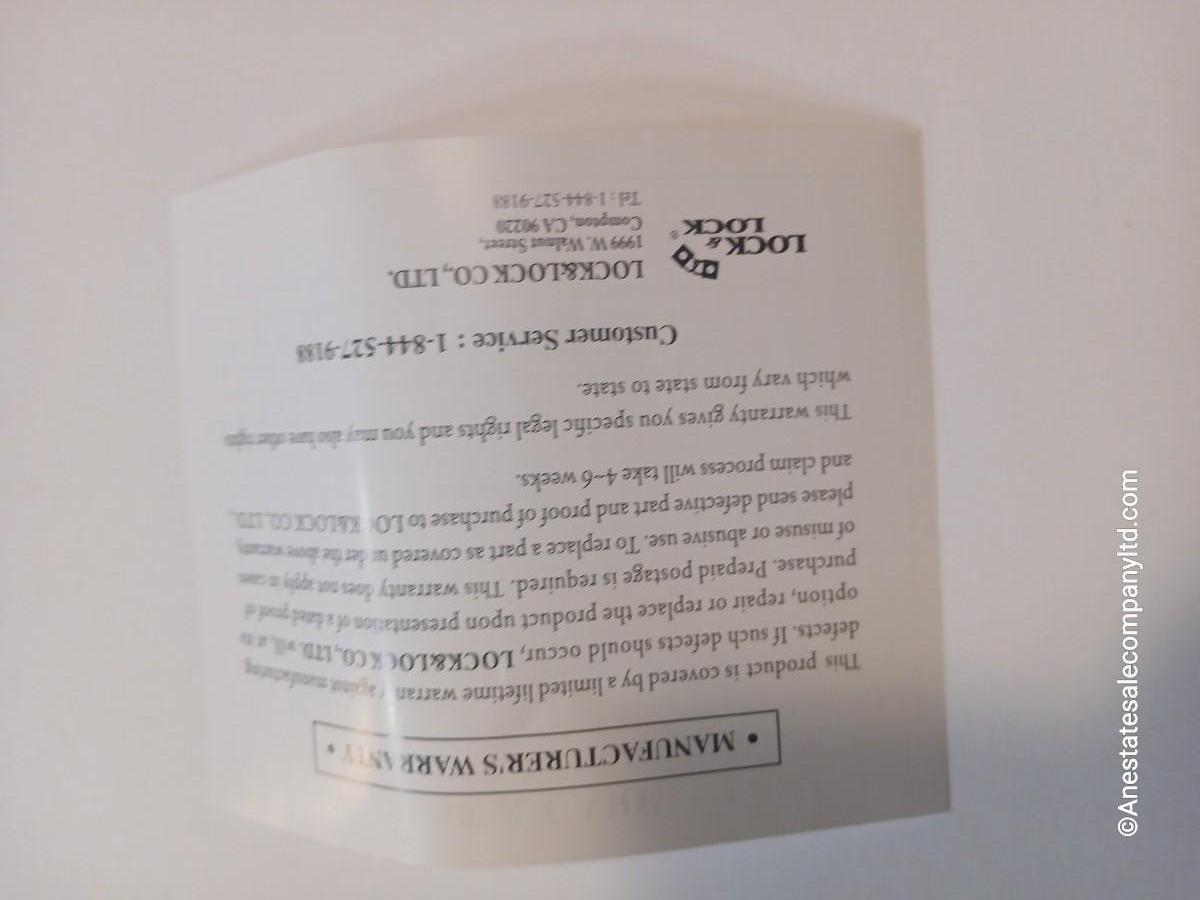 • MANUFACTURER'S WARRANTY •
This product is covered by a limited lifetime warranty against manufacturing
defects. If such defects should occur, LOCK&LOCK CO., LTD. will, at its
option, repair or replace the product upon presentation of a dated proof of
purchase. Prepaid postage is required. This warranty does not apply in cases
of misuse or abusive use. To replace a part as covered under the above warranty,
please send defective part and proof of purchase to LOCK&LOCK CO., LTD.,
and claim process will take 4~6 weeks.
This warranty gives you specific legal rights and you may also have other rights
which vary from state to state.
Customer Service : 1-844-527-9188
LOCK & LOCK®
LOCK&LOCK CO., LTD.
1999 W. Walnut Street,
Compton, CA 90220
Tel : 1-844-527-9188
©Anestatesalecompanyltd.com